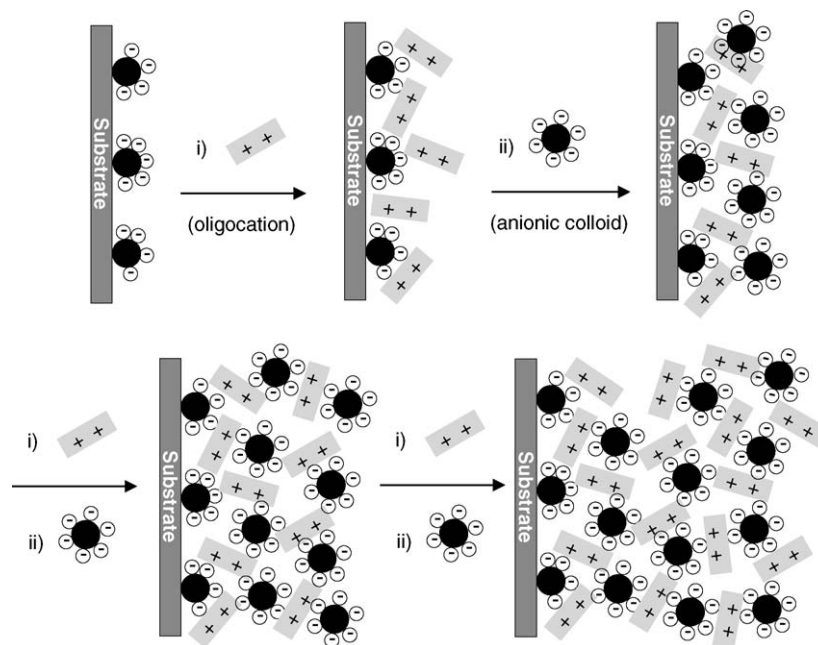 Substrate
i)
+ +
(oligocation)
Substrate
ii)
(anionic colloid)
Substrate
i)
+ +
ii)
Substrate
i)
+ +
ii)
Substrate